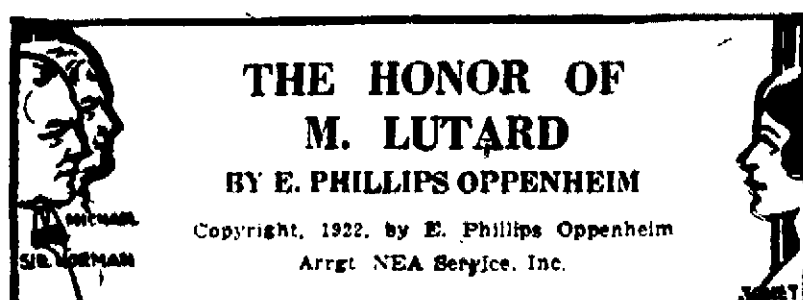 THE HONOR OF
M. LUTARD
BY E. PHILLIPS OPPENHEIM
Copyright, 1922, by E. Phillips Oppenheim
Arrgt NEA Service, Inc.
MICHAEL
SIR NORMAN
JANET